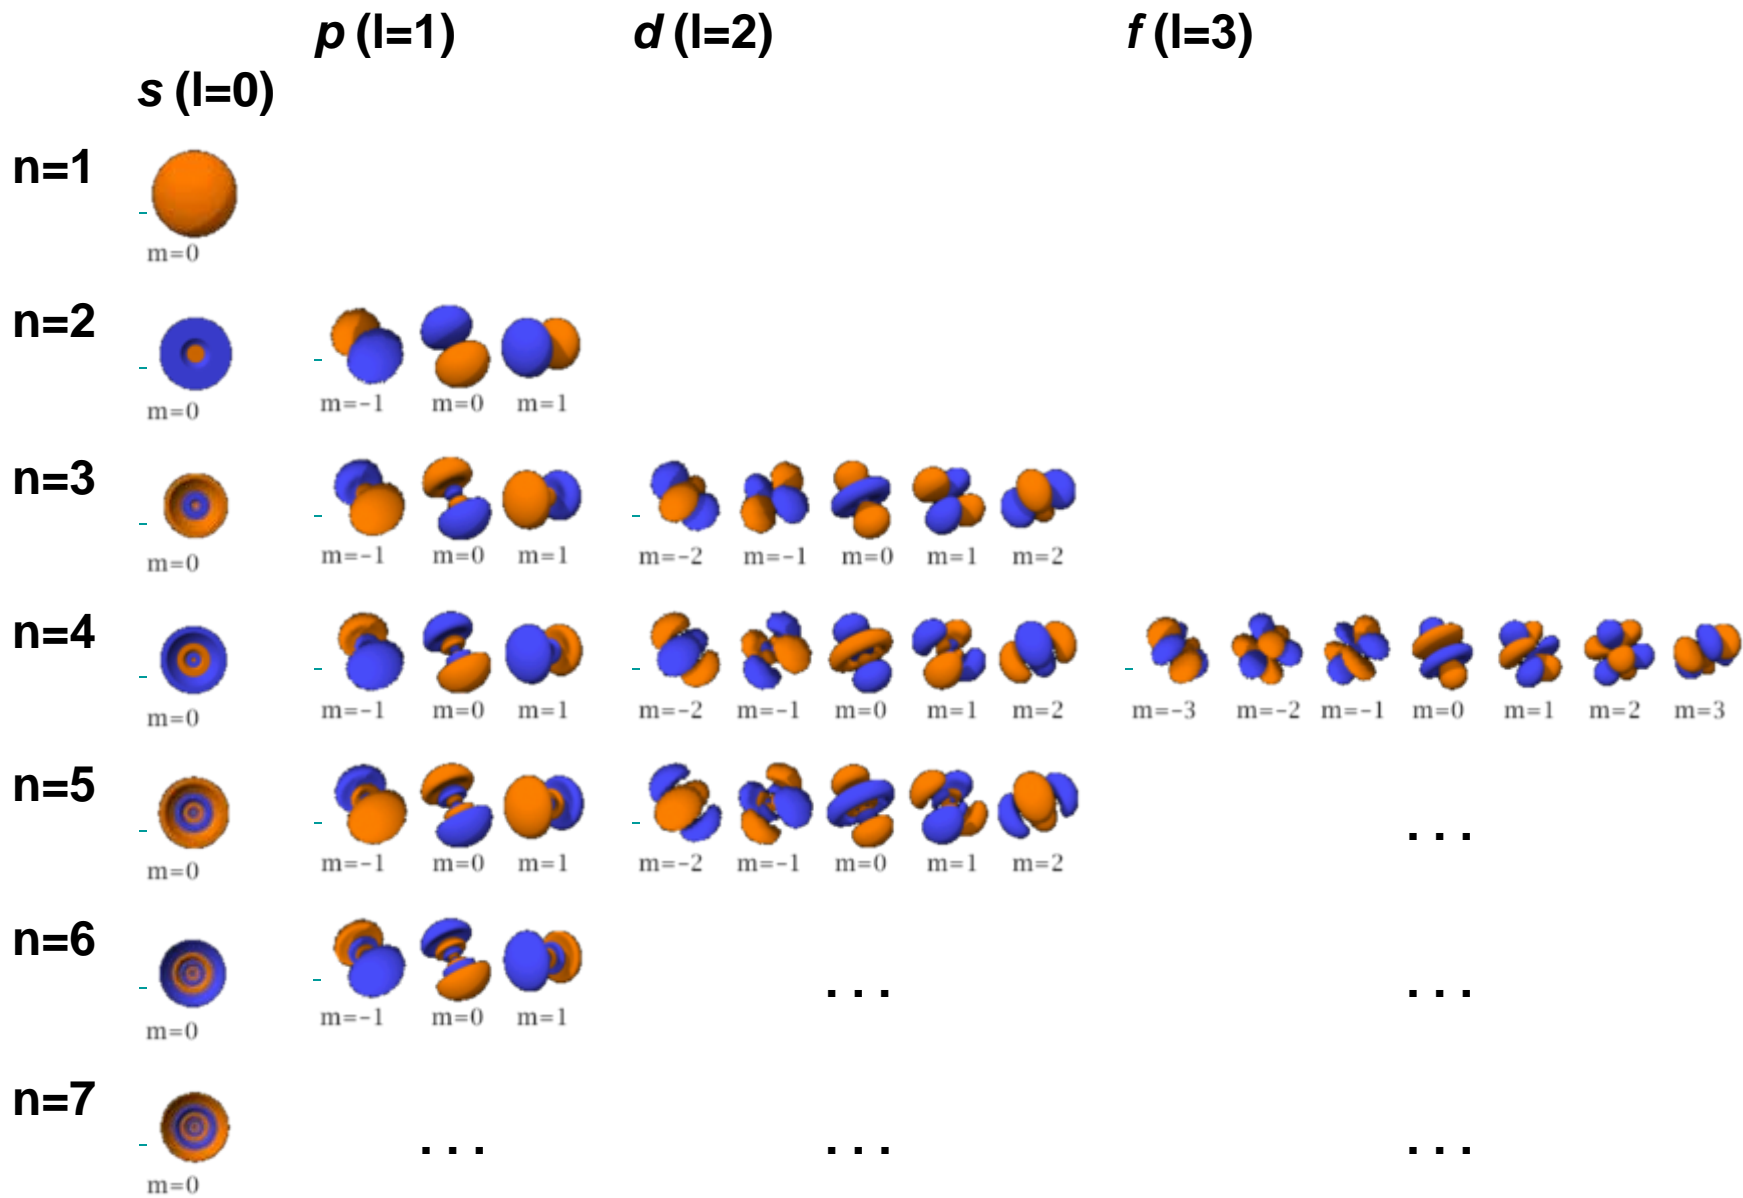 p (l=1) d (l=2) f (l=3)
s (l=0)
n=1
m=0
n=2
m=0 m=-1 m=0 m=1
n=3
m=0 m=-1 m=0 m=1 m=-2 m=-1 m=0 m=1 m=2
n=4
m=0 m=-1 m=0 m=1 m=-2 m=-1 m=0 m=1 m=2 m=-3 m=-2 m=-1 m=0 m=1 m=2 m=3
n=5
. . .
m=0 m=-1 m=0 m=1 m=-2 m=-1 m=0 m=1 m=2
n=6
. . . . . .
m=0 m=-1 m=0 m=1
n=7
. . . . . . . . .
m=0